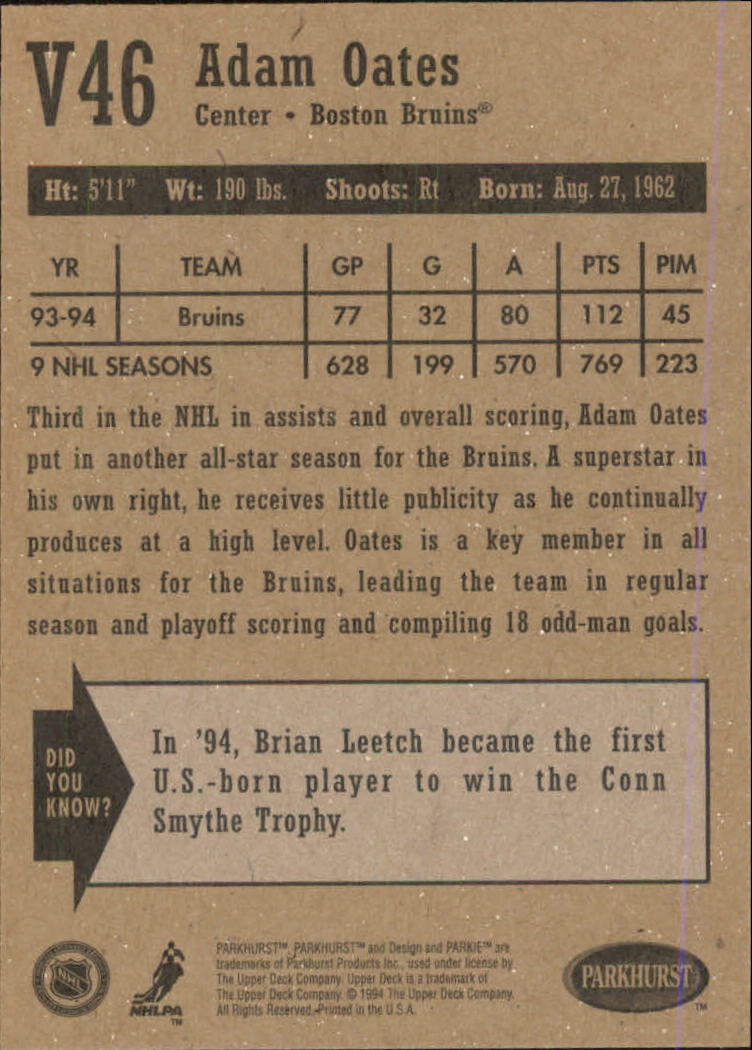 V46 Adam Oates
Center • Boston Bruins®
Ht: 5'11" Wt: 190 lbs. Shoots: Rt Born: Aug. 27, 1962
YR TEAM GP G A PTS PIM
93-94 Bruins 77 32 80 112 45
9 NHL SEASONS 628 199 570 769 223
Third in the NHL in assists and overall scoring, Adam Oates
put in another all-star season for the Bruins. A superstar in
his own right, he receives little publicity as he continually
produces at a high level. Oates is a key member in all
situations for the Bruins, leading the team in regular
season and playoff scoring and compiling 18 odd-man goals.
DID
YOU
KNOW?
In '94, Brian Leetch became the first
U.S.-born player to win the Conn
Smythe Trophy.
NHL
NHLPA
TM
PARKHURST™, PARKHURST™ and Design and PARKIE™ are
trademarks of Parkhurst Products Inc., used under license by
The Upper Deck Company. Upper Deck is a trademark of
The Upper Deck Company. © 1994 The Upper Deck Company.
All Rights Reserved. Printed in the U.S.A.
PARKHURST
TM